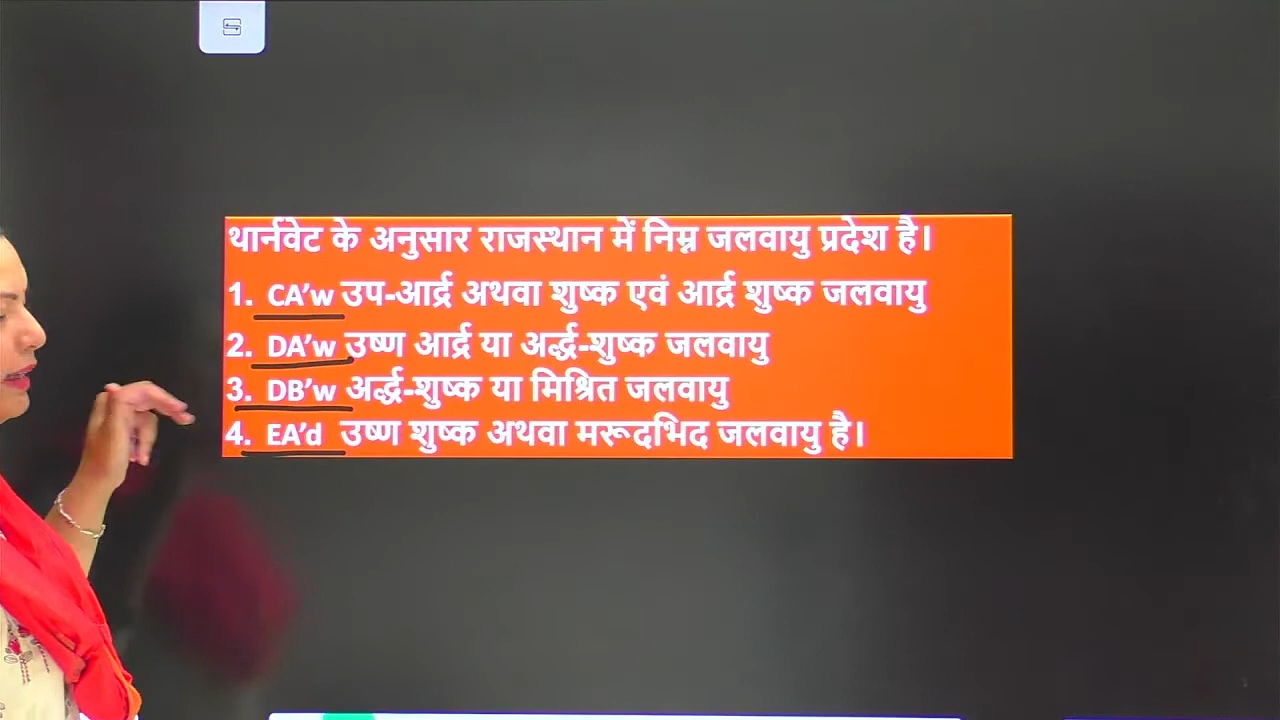 थार्नवेट के अनुसार राजस्थान में निम्न जलवायु प्रदेश है।
1. CA’w उप-आर्द्र अथवा शुष्क एवं आर्द्र शुष्क जलवायु
2. DA’w उष्ण आर्द्र या अर्द्ध-शुष्क जलवायु
3. DB’w अर्द्ध-शुष्क या मिश्रित जलवायु
4. EA’d उष्ण शुष्क अथवा मरूदभिद जलवायु है।